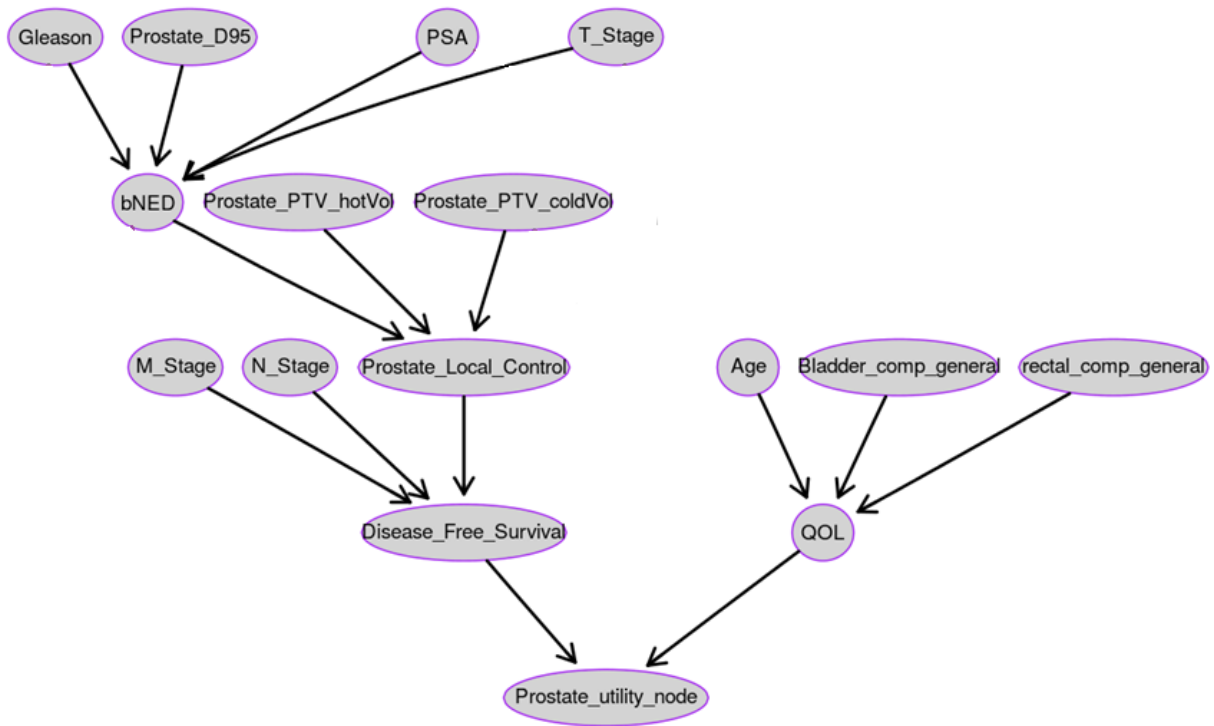 Gleason
Prostate_D95
PSA
T_Stage
bNED
Prostate_PTV_hotVol
Prostate_PTV_coldVol
M_Stage
N_Stage
Prostate_Local_Control
Age
Bladder_comp_general
rectal_comp_general
Disease_Free_Survival
QOL
Prostate_utility_node